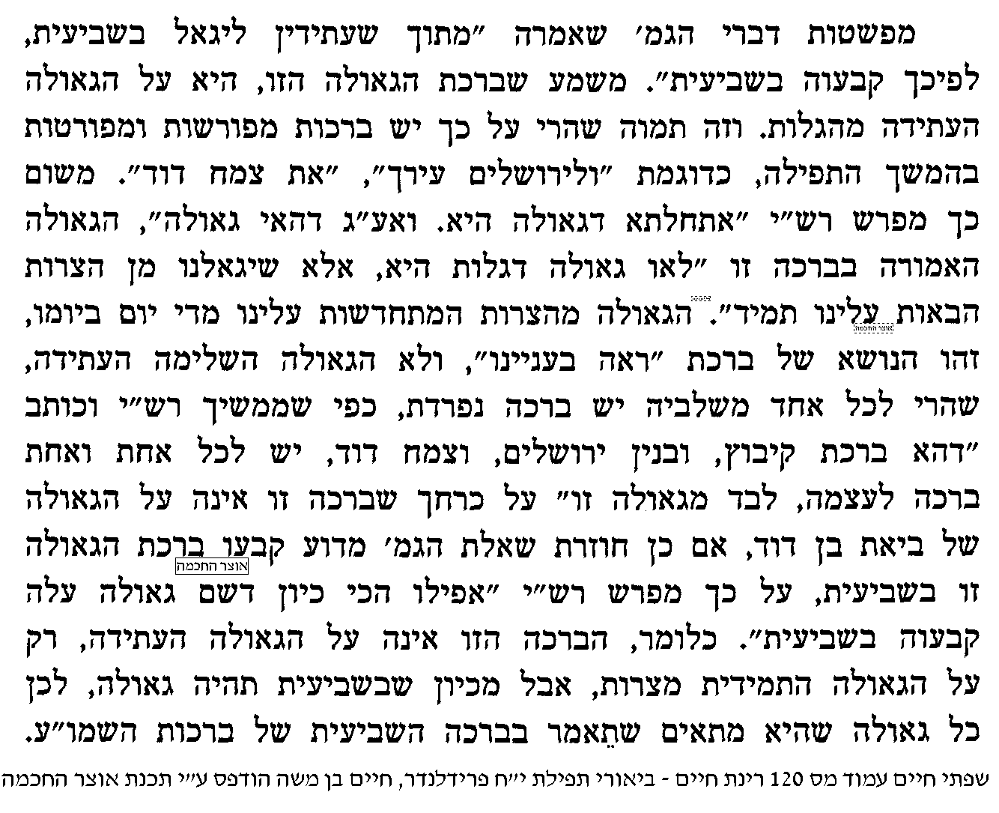 מפשטות דברי הגמ׳ שאמרה ״מתוך שעתידין ליגאל בשביעית,
לפיכך קבעוה בשביעית״. משמע שברכת הגאולה הזו, היא על הגאולה
העתידה מהגלות. וזה תמוה שהרי על כך יש ברכות מפורשות ומפורטות
בהמשך התפילה, כדוגמת ״ולירושלים עירך״, ״את צמח דוד״. משום
כך מפרש רש״י ״אתחלתא דגאולה היא. ואע״ג דהאי גאולה״, הגאולה
האמורה בברכה זו ״לאו גאולה דגלות היא, אלא שיגאלנו מן הצרות
הבאות עלינו תמיד״. הגאולה מהצרות המתחדשות עלינו מדי יום ביומו,
אוצר החכמה
זהו הנושא של ברכת ״ראה בעניינו״, ולא הגאולה השלימה העתידה,
שהרי לכל אחד משלביה יש ברכה נפרדת, כפי שממשיך רש״י וכותב
״דהא ברכת קיבוץ, ובנין ירושלים, וצמח דוד, יש לכל אחת ואחת
ברכה לעצמה, לבד מגאולה זו״ על כרחך שברכה זו אינה על הגאולה
של ביאת בן דוד, אם כן חוזרת שאלת הגמ׳ מדוע קבעו ברכת הגאולה
אוצר החכמה
זו בשביעית, על כך מפרש רש״י ״אפילו הכי כיון דשם גאולה עלה
קבעוה בשביעית״. כלומר, הברכה הזו אינה על הגאולה העתידה, רק
על הגאולה התמידית מצרות, אבל מכיון שבשביעית תהיה גאולה, לכן
כל גאולה שהיא מתאים שתֵאמר בברכה השביעית של ברכות השמו״ע.
שפתי חיים עמוד מס 120 רינת חיים - ביאורי תפילת י״ח פרידלנדר, חיים בן משה הודפס ע״י תכנת אוצר החכמה